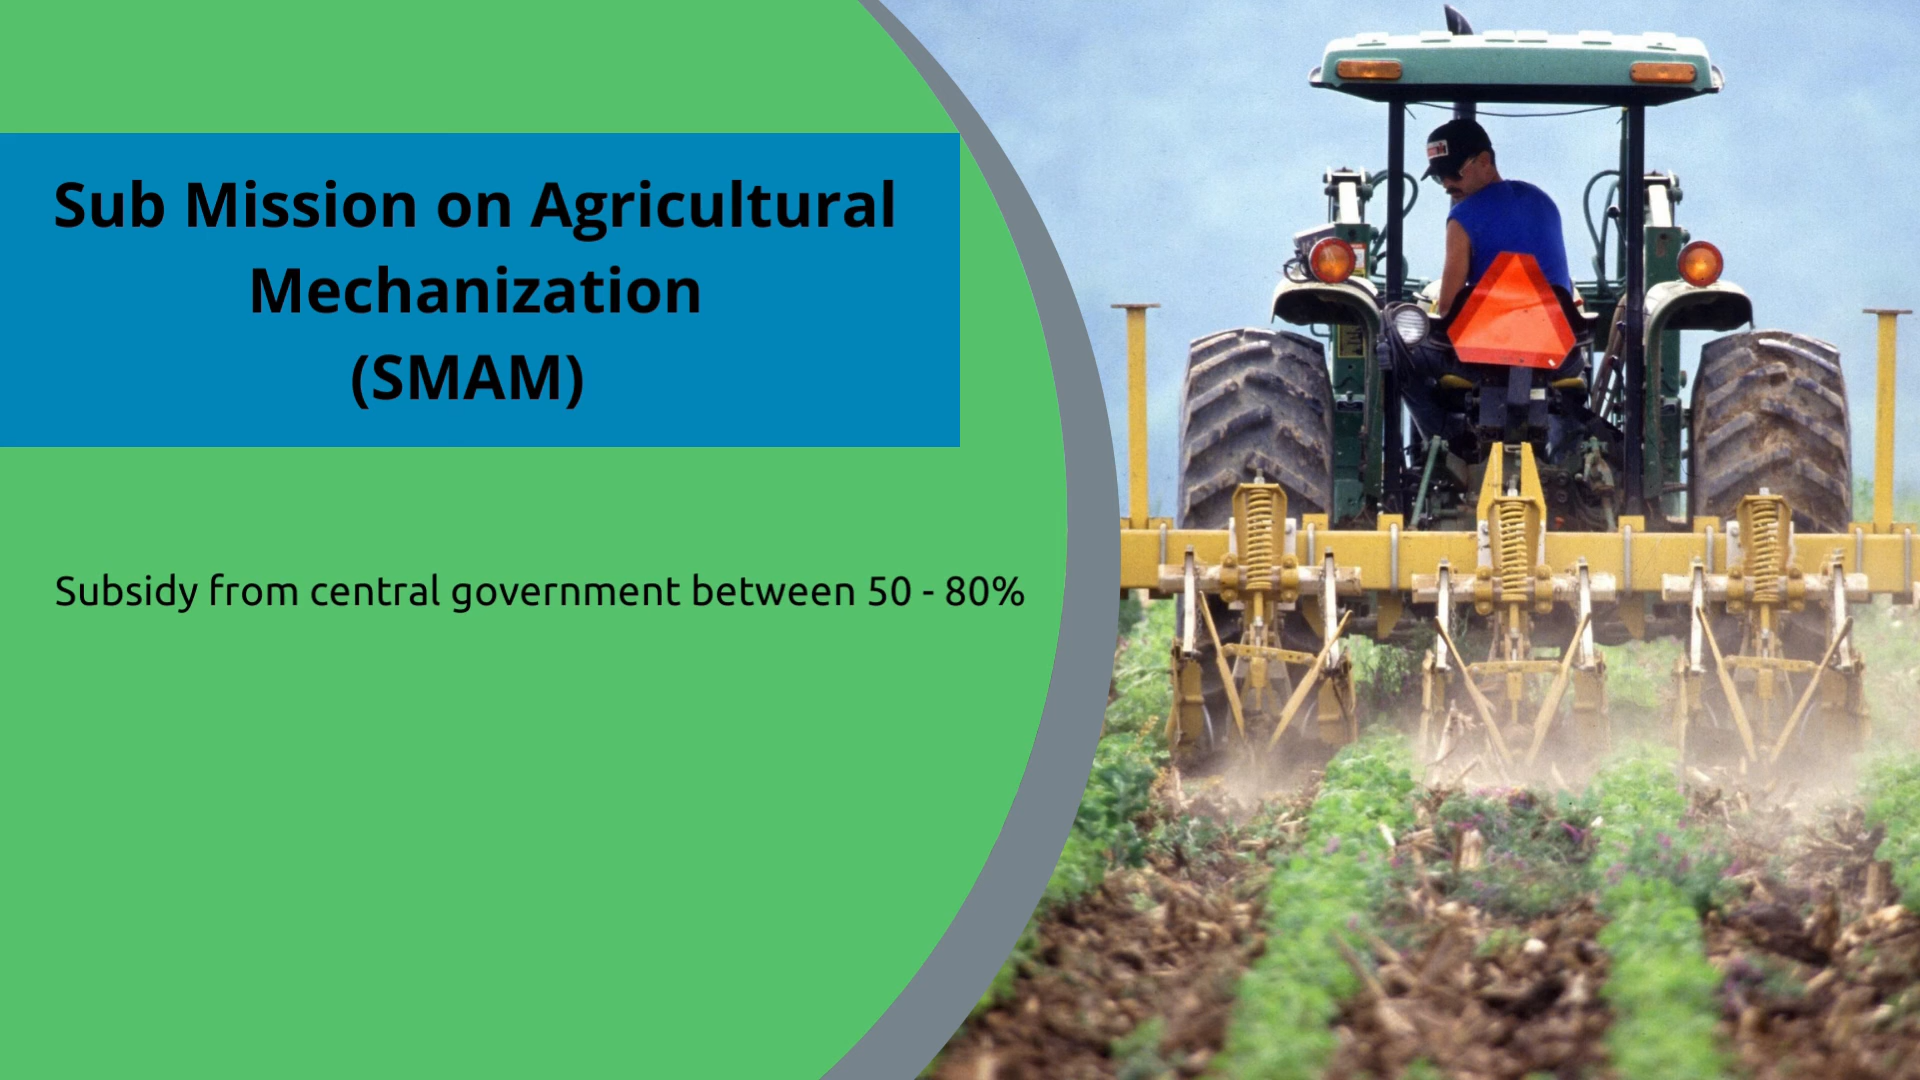 Sub Mission on Agricultural
Mechanization
(SMAM)
Subsidy from central government between 50 - 80%